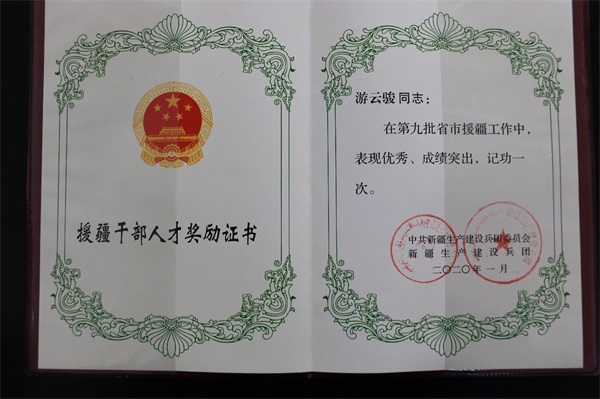 援疆干部人才奖励证书
游云骏同志：
在第九批省市援疆工作中，
表现优秀、成绩突出，记功一
次。
中共新疆生产建设兵团委员会
新疆生产建设兵团
二〇二〇年一月